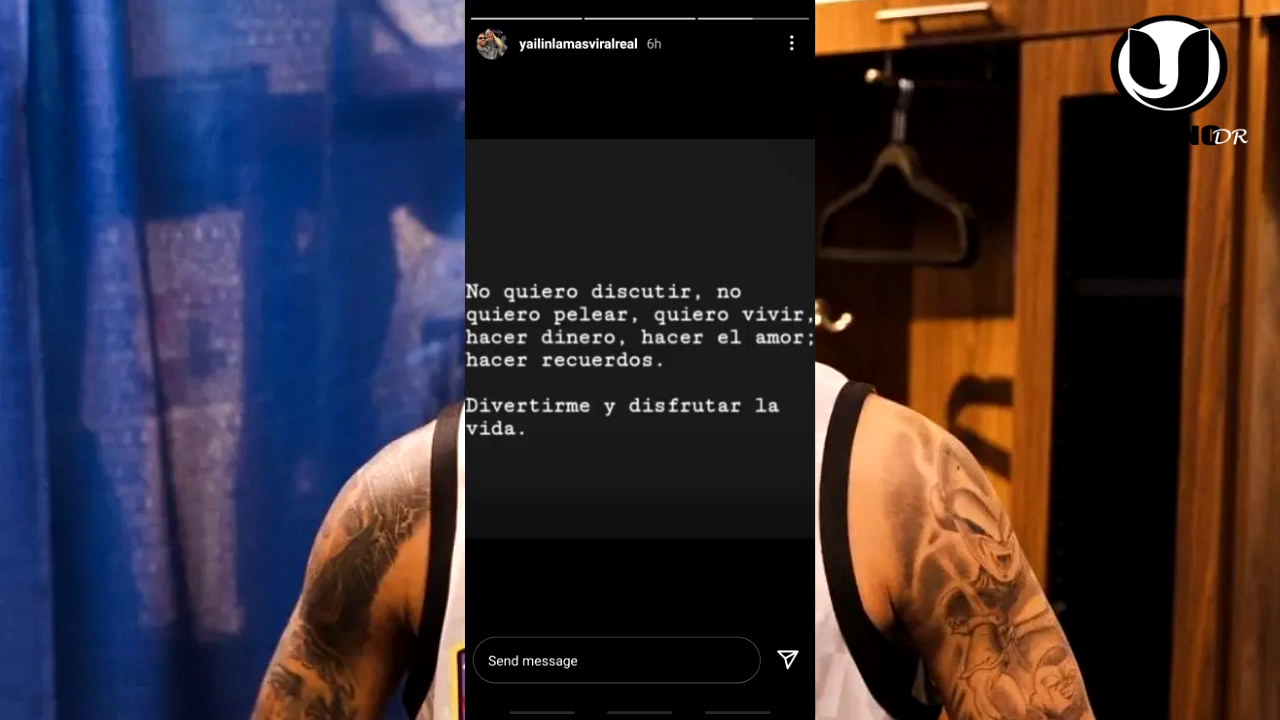 yailinlamasviralreal 6h
No quiero discutir, no
quiero pelear, quiero vivir,
hacer dinero, hacer el amor;
hacer recuerdos.
Divertirme y disfrutar la
vida.
Send message
DR